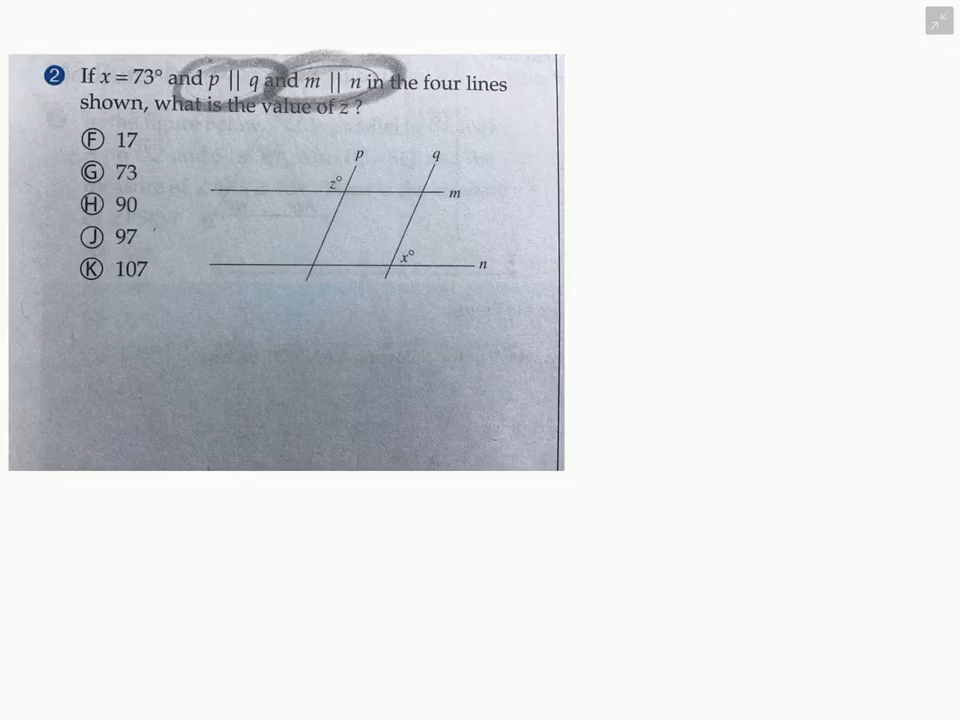 2 If x = 73° and p || q and m || n in the four lines
shown, what is the value of z ?
F 17
G 73
H 90
J 97
K 107
p q
z°
m
x°
n